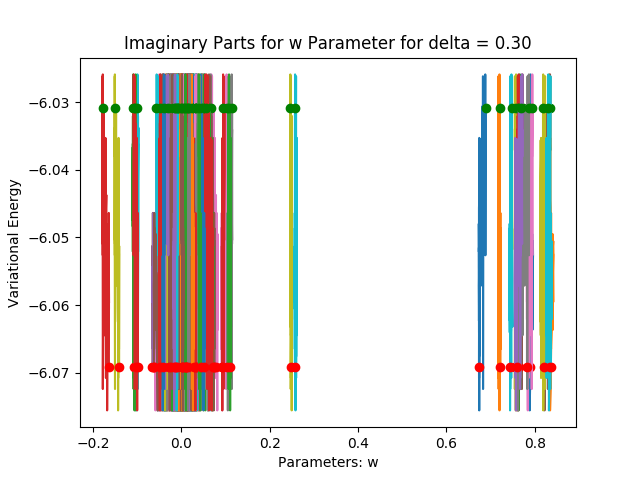 Imaginary Parts for w Parameter for delta = 0.30
Variational Energy
−6.03
−6.04
−6.05
−6.06
−6.07
−0.2 0.0 0.2 0.4 0.6 0.8
Parameters: w